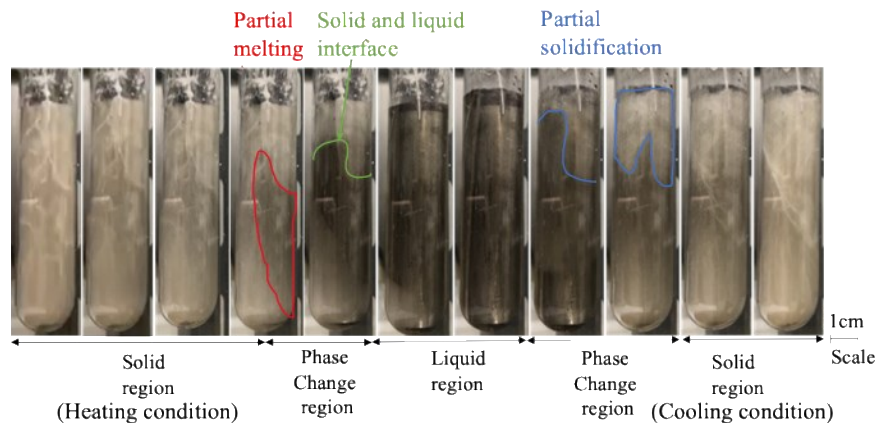 Partial
melting
Solid and liquid
interface
Partial
solidification
Solid
region
(Heating condition)
Phase
Change
region
Liquid
region
Phase
Change
region
Solid
region
(Cooling condition)
1cm
Scale